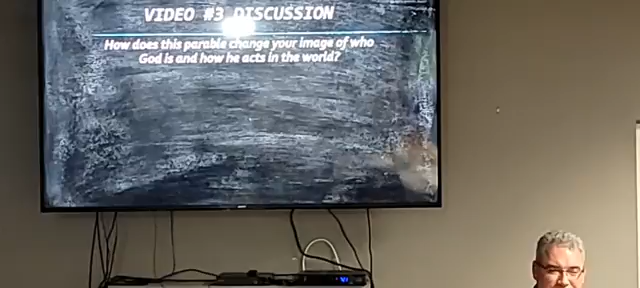 VIDEO #3 DISCUSSION
How does this parable change your image of who
God is and how he acts in the world?